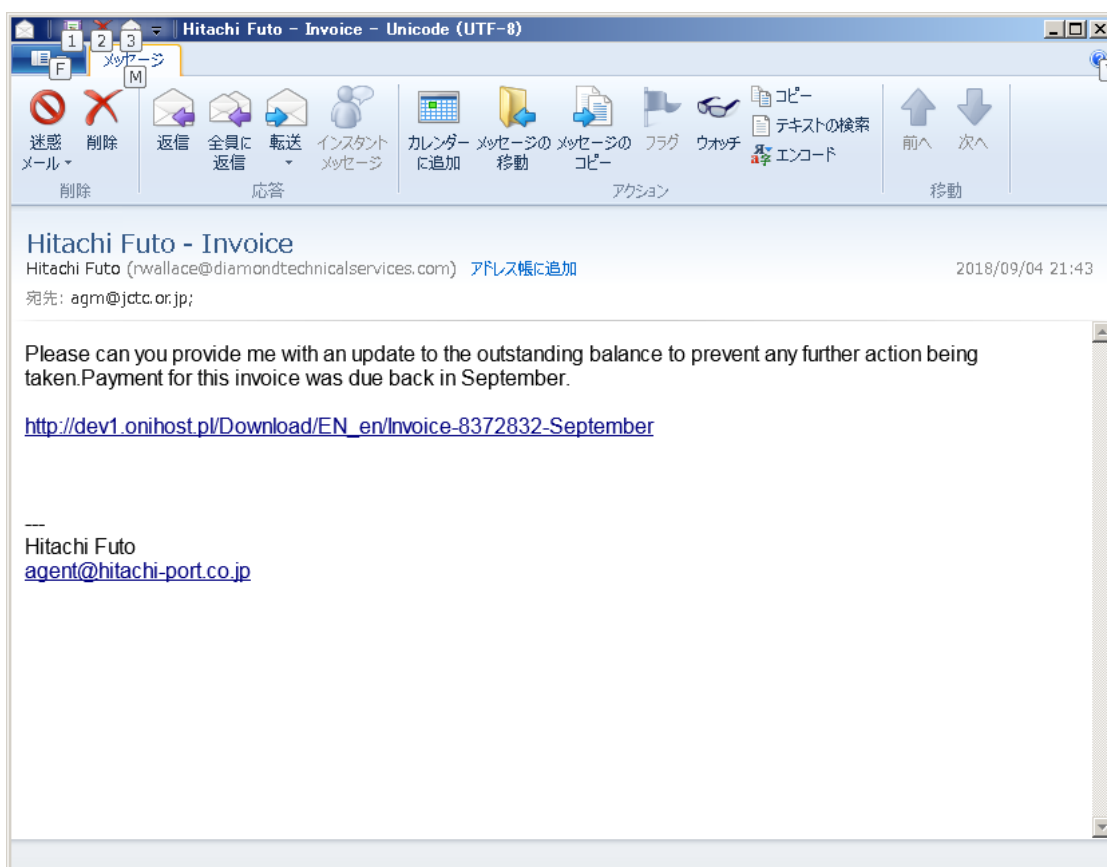 Hitachi Futo - Invoice - Unicode (UTF-8)
1 2 3
F メッセージ M
迷惑メール 削除 返信 全員に返信 転送 インスタント メッセージ カレンダーに追加 メッセージの移動 メッセージのコピー フラグ ウォッチ コピー
テキストの検索
エンコード
前へ 次へ
削除 応答 アクション 移動
Hitachi Futo - Invoice
Hitachi Futo (rwallace@diamondtechnicalservices.com) アドレス帳に追加 2018/09/04 21:43
宛先: agm@jctc.or.jp;
Please can you provide me with an update to the outstanding balance to prevent any further action being
taken.Payment for this invoice was due back in September.
http://dev1.onihost.pl/Download/EN_en/Invoice-8372832-September
---
Hitachi Futo
agent@hitachi-port.co.jp